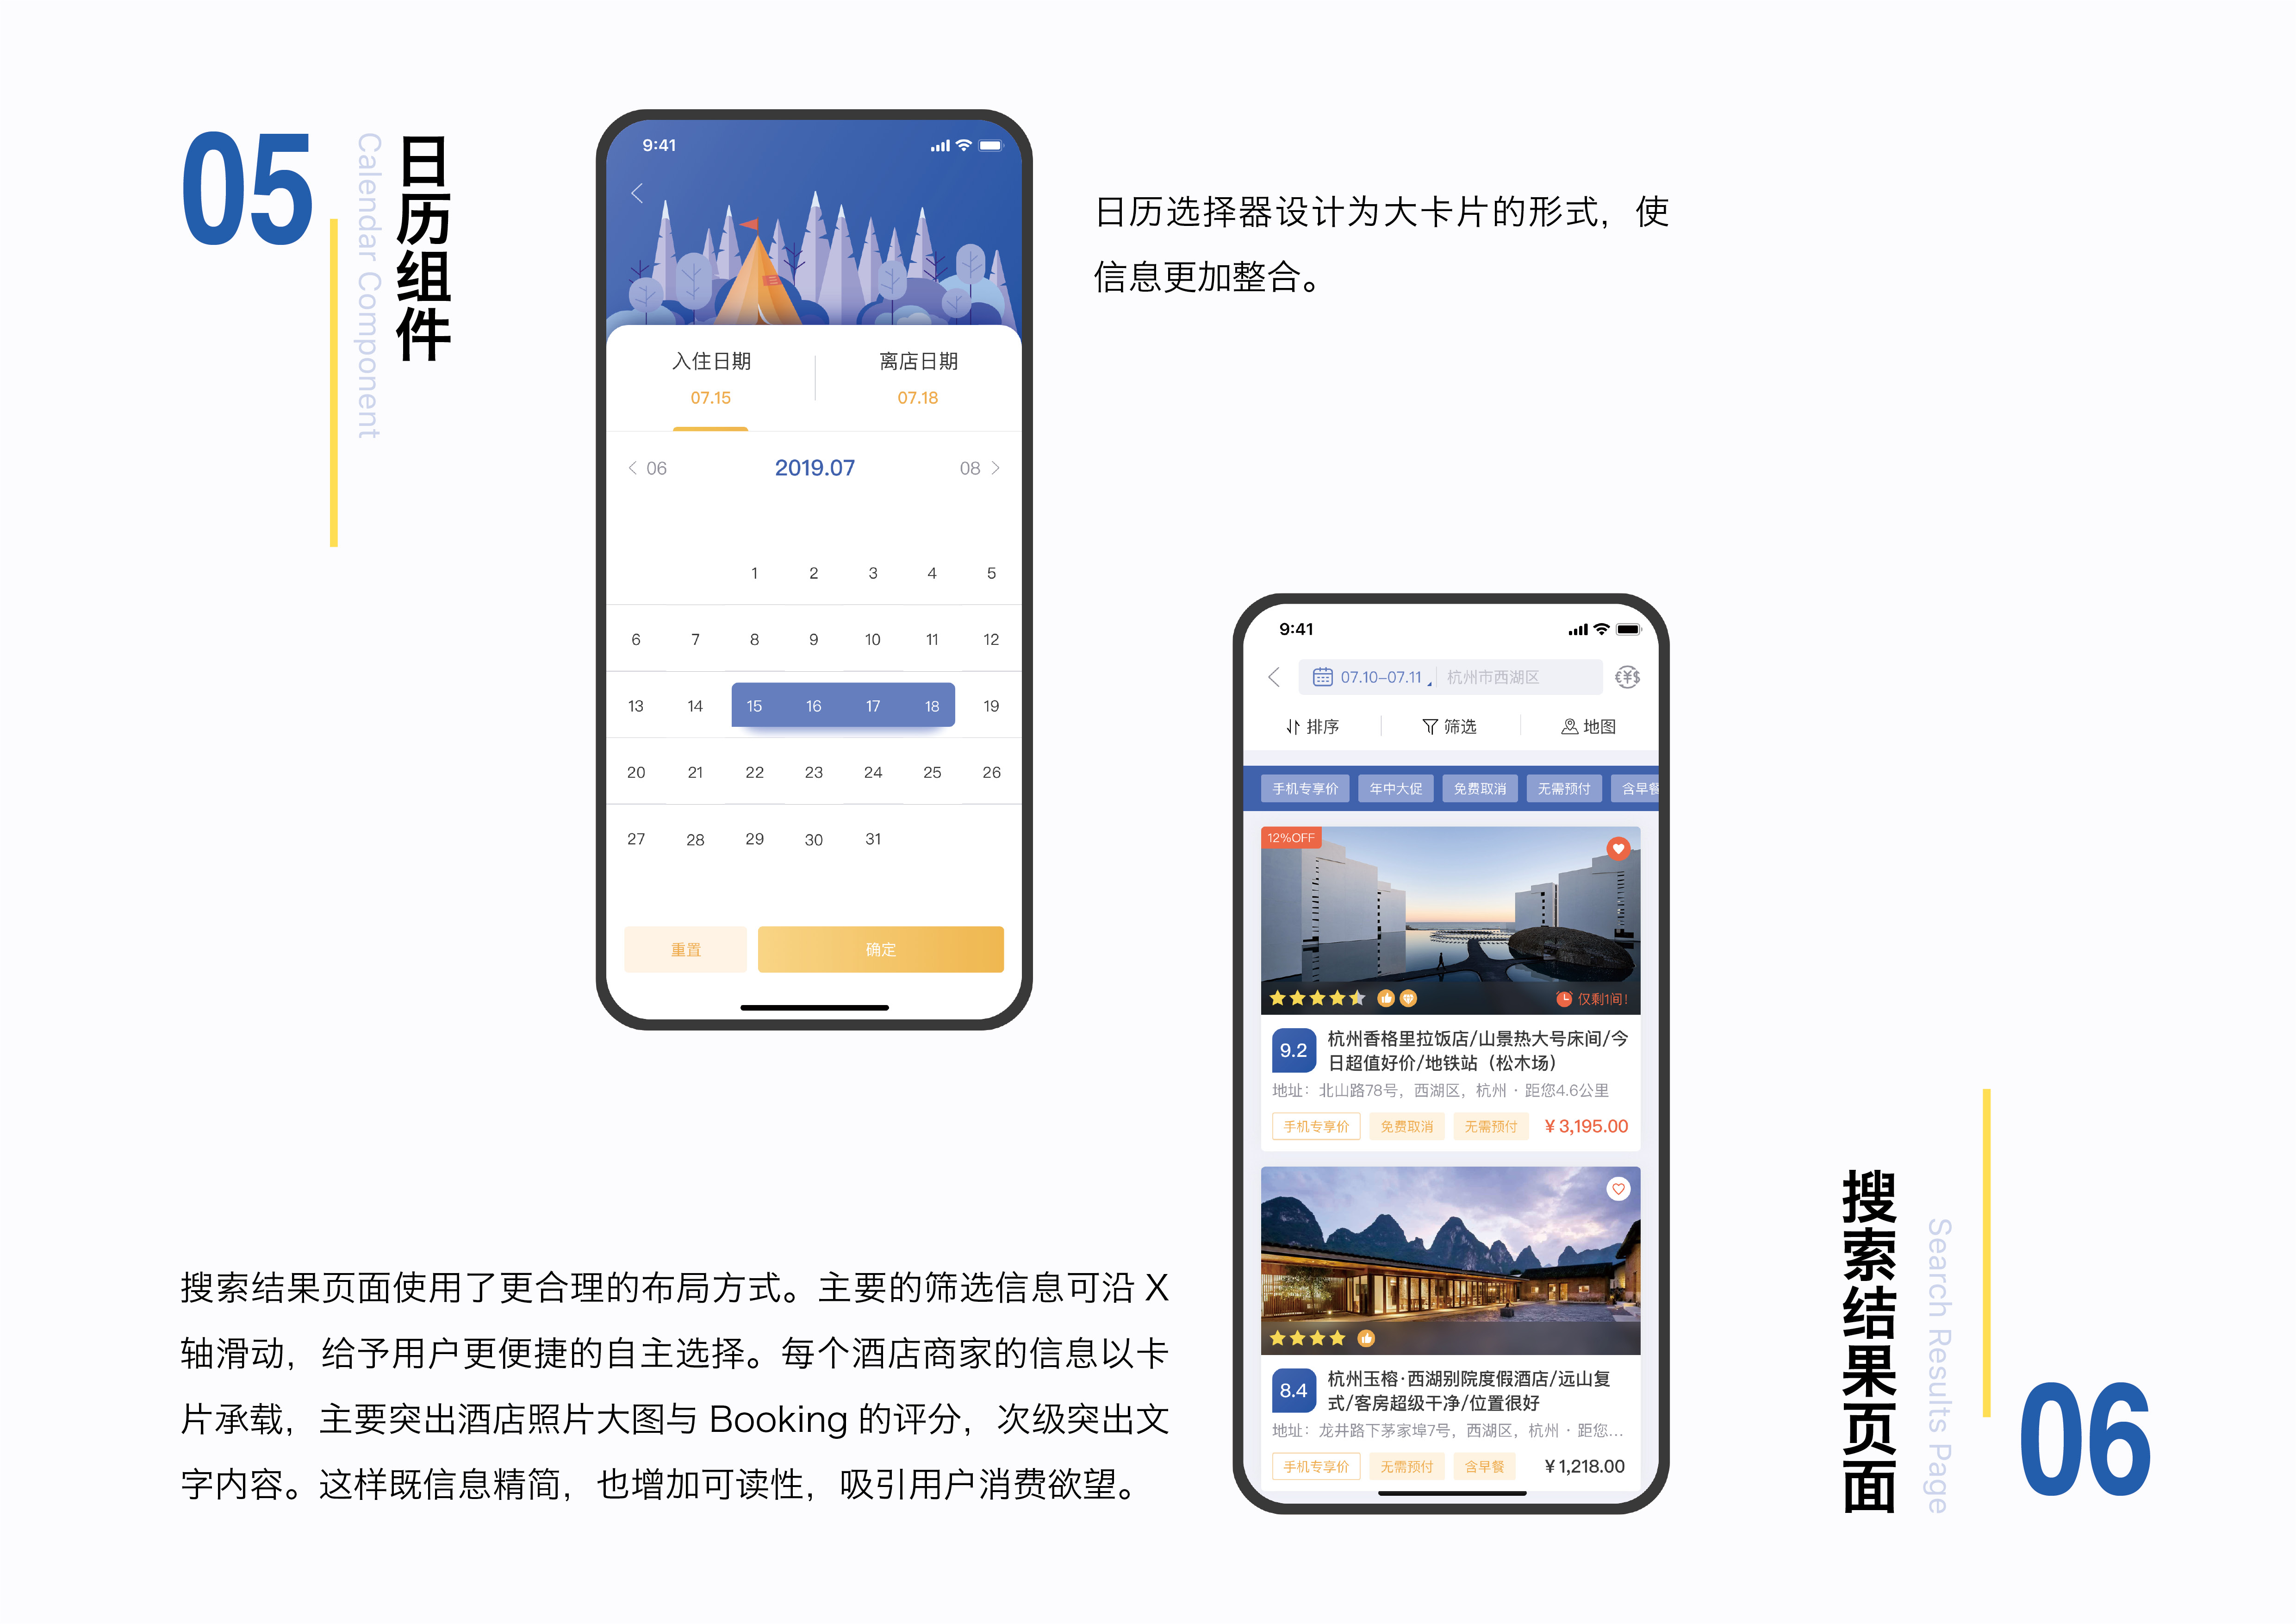 05
Calendar Component
日历组件
9:41
入住日期
离店日期
07.15
07.18
06
2019.07
08
1 2 3 4 5
6 7 8 9 10 11 12
13 14 15 16 17 18 19
20 21 22 23 24 25 26
27 28 29 30 31
重置
确定
日历选择器设计为大卡片的形式，使
信息更加整合。
9:41
07.10–07.11
杭州市西湖区
€¥$
排序
筛选
地图
手机专享价
年中大促
免费取消
无需预付
含早餐
12%OFF
仅剩1间！
9.2
杭州香格里拉饭店/山景热大号床间/今
日超值好价/地铁站（松木场）
地址：北山路78号，西湖区，杭州 · 距您4.6公里
手机专享价
免费取消
无需预付
¥3,195.00
8.4
杭州玉榕·西湖别院度假酒店/远山复
式/客房超级干净/位置很好
地址：龙井路下茅家埠7号，西湖区，杭州 · 距您...
手机专享价
无需预付
含早餐
¥1,218.00
搜索结果页面使用了更合理的布局方式。主要的筛选信息可沿 X
轴滑动，给予用户更便捷的自主选择。每个酒店商家的信息以卡
片承载，主要突出酒店照片大图与 Booking 的评分，次级突出文
字内容。这样既信息精简，也增加可读性，吸引用户消费欲望。
搜索结果页面
Search Results Page
06